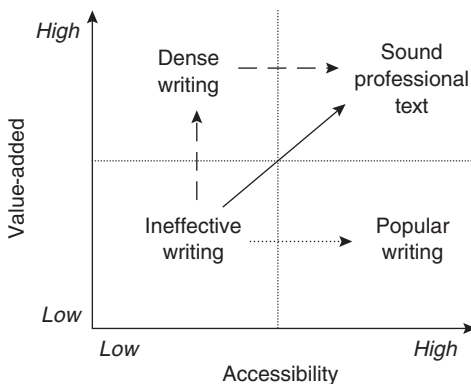 High
Dense
writing
Sound
professional
text
Value-added
Ineffective
writing
Popular
writing
Low
Low
High
Accessibility